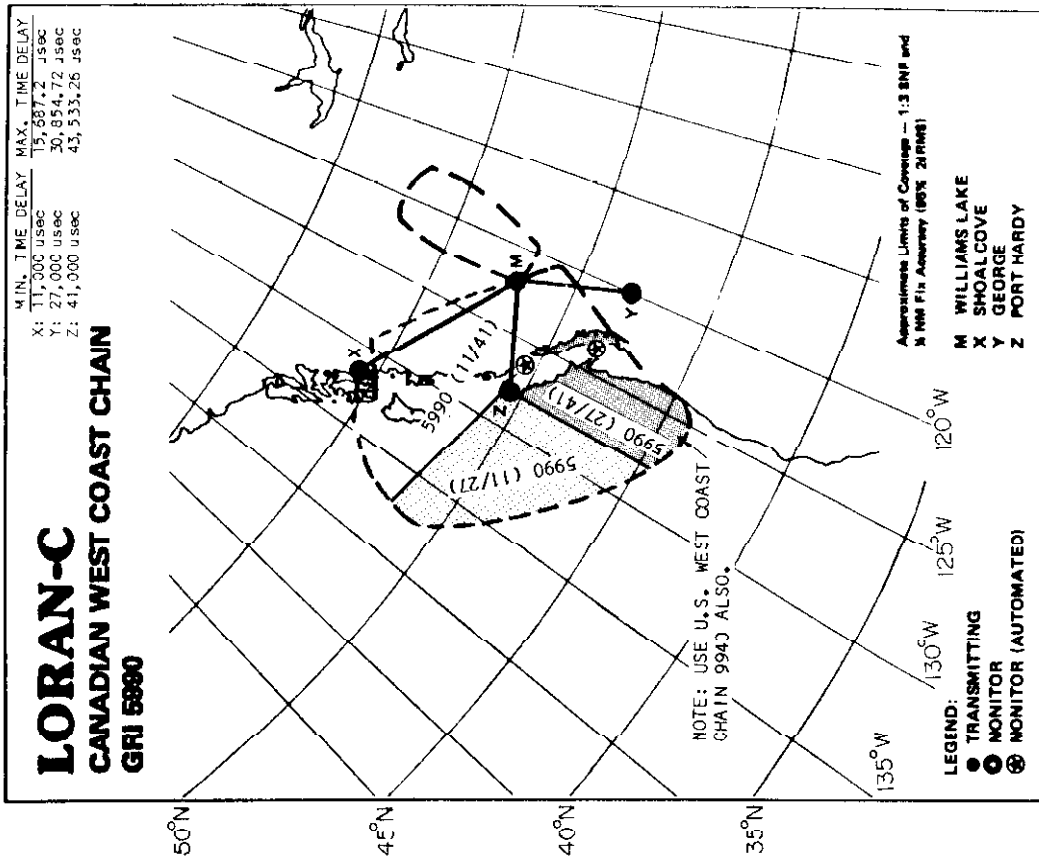 LORAN-C
CANADIAN WEST COAST CHAIN
GRI 5990
MIN. TIME DELAY MAX. TIME DELAY
X: 11,000 usec 15,687.2 usec
Y: 27,000 usec 30,854.72 usec
Z: 41,000 usec 43,533.26 usec
50°N
45°N
40°N
35°N
X
M
Z
Y
5990 (11/41)
5990 (11/27)
5990 (27/41)
NOTE: USE U.S. WEST COAST
CHAIN 9940 ALSO.
135°W
130°W
125°W
120°W
LEGEND:
TRANSMITTING
MONITOR
MONITOR (AUTOMATED)
Approximate Limits of Coverage — 1:3 SNR and
¼ NM Fix Accuracy (95% 2dRMS)
M WILLIAMS LAKE
X SHOALCOVE
Y GEORGE
Z PORT HARDY